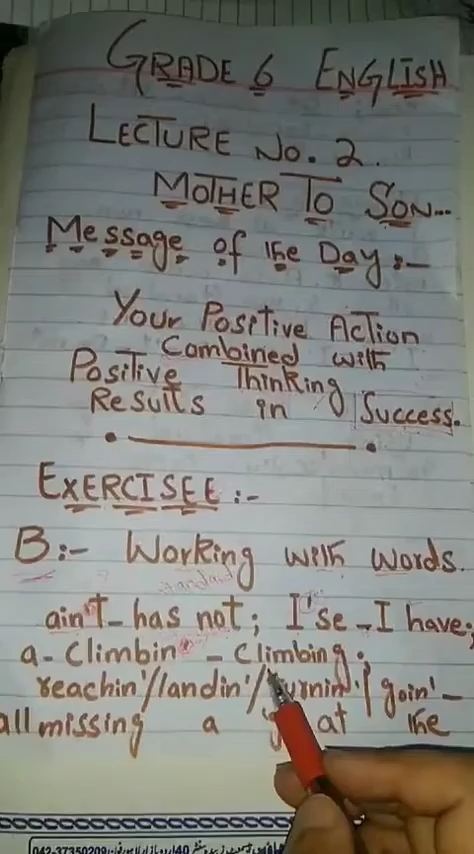 GRADE 6 ENGLISH
LECTURE No. 2.
MOTHER TO SON...
Message of the Day:-
Your Positive Action
Combined with
Positive Thinking
Results in Success.
EXERCISEE:-
B:- Working with words.
standard
ain't - has not; I'se - I have;
a-Climbin - Climbing;
reachin'/landin'/turnin'/goin' -
all missing a g at the
042-37350209